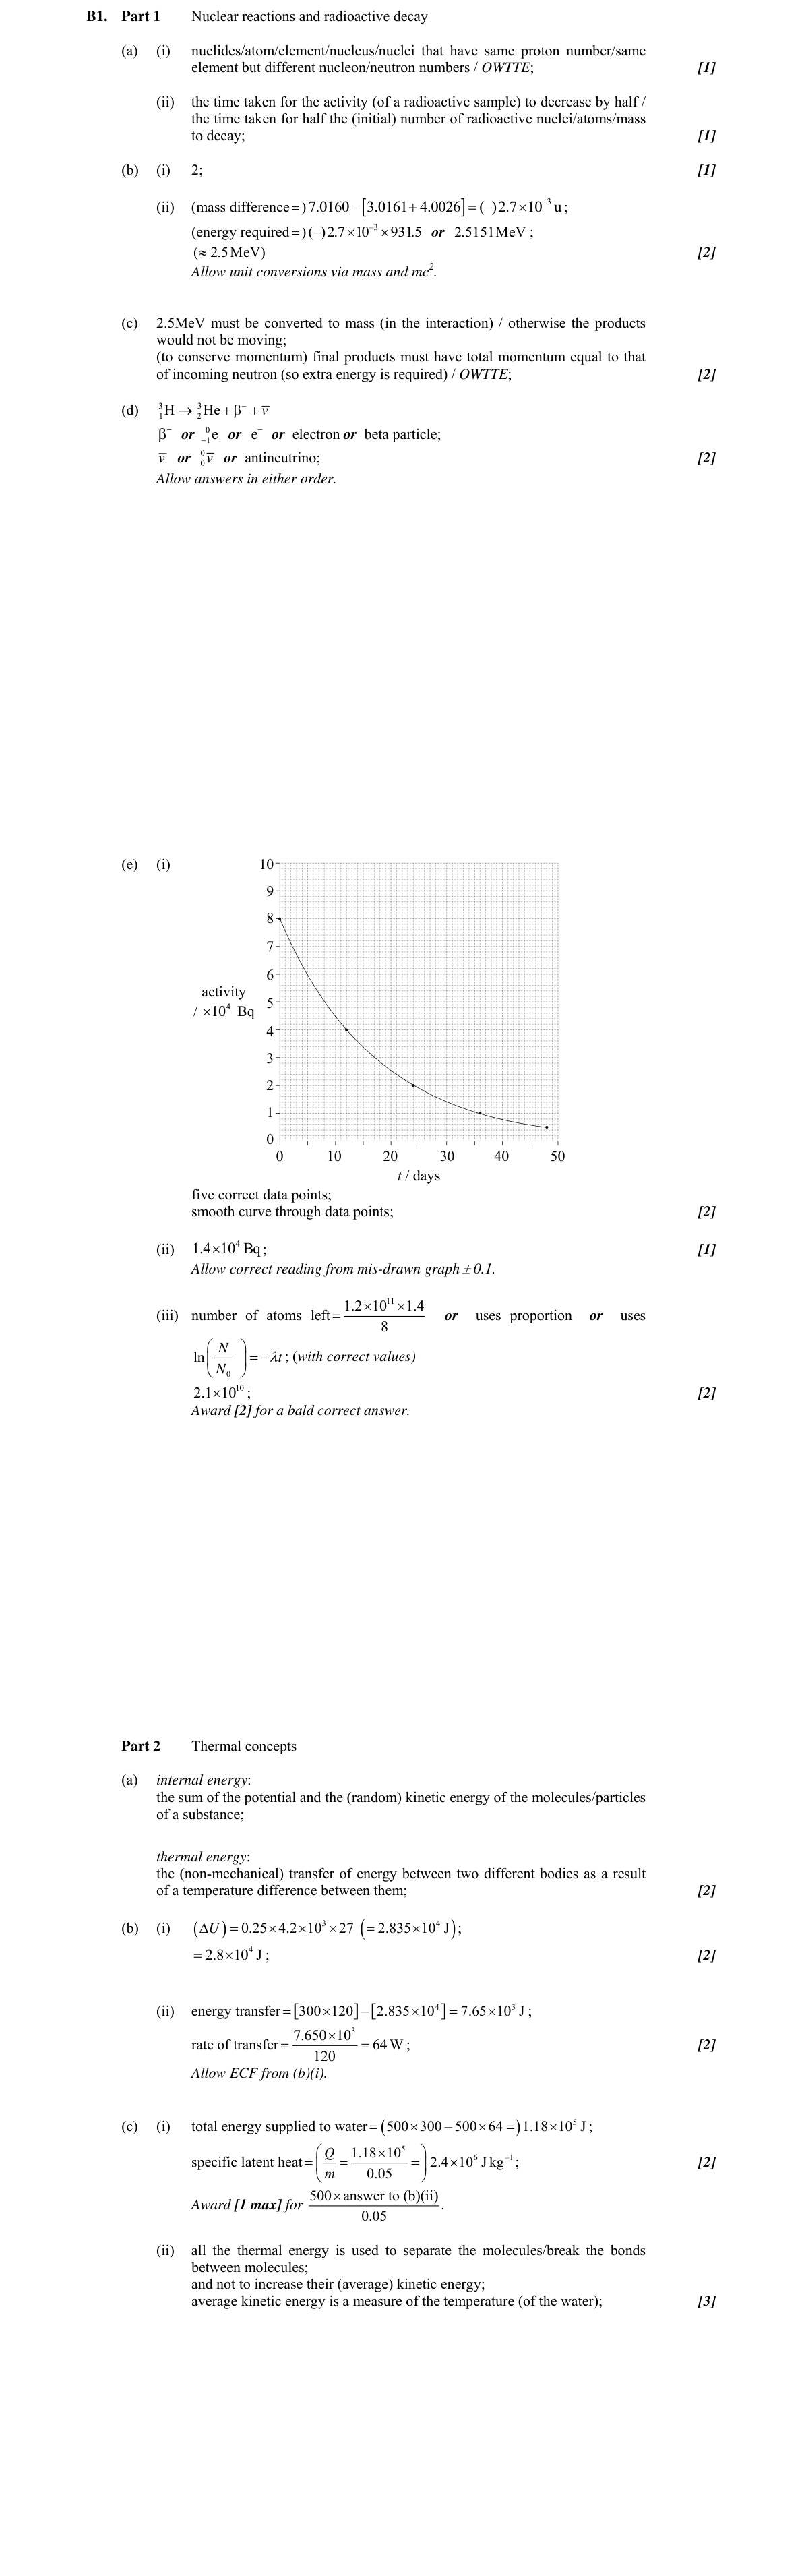 B1. Part 1 Nuclear reactions and radioactive decay
(a) (i) nuclides/atom/element/nucleus/nuclei that have same proton number/same
element but different nucleon/neutron numbers / OWTTE; [1]
(ii) the time taken for the activity (of a radioactive sample) to decrease by half /
the time taken for half the (initial) number of radioactive nuclei/atoms/mass
to decay; [1]
(b) (i) 2; [1]
(ii) (mass difference =) 7.0160 – [3.0161 + 4.0026] = (–) 2.7×10⁻³ u ;
(energy required =) (–) 2.7×10⁻³ × 931.5 or 2.5151MeV ;
(≈ 2.5 MeV) [2]
Allow unit conversions via mass and mc².
(c) 2.5MeV must be converted to mass (in the interaction) / otherwise the products
would not be moving;
(to conserve momentum) final products must have total momentum equal to that
of incoming neutron (so extra energy is required) / OWTTE; [2]
(d) ³₁H → ³₂He + β⁻ + v̅
β⁻ or ⁰₋₁e or e⁻ or electron or beta particle;
v̅ or ⁰₀v̅ or antineutrino; [2]
Allow answers in either order.
(e) (i)
10
9
8
7
6
activity
/ ×10⁴ Bq
5
4
3
2
1
0
0 10 20 30 40 50
t / days
five correct data points;
smooth curve through data points; [2]
(ii) 1.4×10⁴ Bq ; [1]
Allow correct reading from mis-drawn graph ± 0.1.
(iii) number of atoms left = 1.2×10¹¹ ×1.4 / 8 or uses proportion or uses
ln(N / N₀) = –λt ; (with correct values)
2.1×10¹⁰ ; [2]
Award [2] for a bald correct answer.
Part 2 Thermal concepts
(a) internal energy:
the sum of the potential and the (random) kinetic energy of the molecules/particles
of a substance;
thermal energy:
the (non-mechanical) transfer of energy between two different bodies as a result
of a temperature difference between them; [2]
(b) (i) (ΔU) = 0.25×4.2×10³ ×27 (= 2.835×10⁴ J);
= 2.8×10⁴ J ; [2]
(ii) energy transfer = [300×120] – [2.835×10⁴] = 7.65×10³ J ;
rate of transfer = 7.650×10³ / 120 = 64 W ; [2]
Allow ECF from (b)(i).
(c) (i) total energy supplied to water = (500×300 – 500×64 =) 1.18×10⁵ J ;
specific latent heat = (Q / m = 1.18×10⁵ / 0.05 =) 2.4×10⁶ J kg⁻¹ ; [2]
Award [1 max] for 500×answer to (b)(ii) / 0.05 .
(ii) all the thermal energy is used to separate the molecules/break the bonds
between molecules;
and not to increase their (average) kinetic energy;
average kinetic energy is a measure of the temperature (of the water); [3]